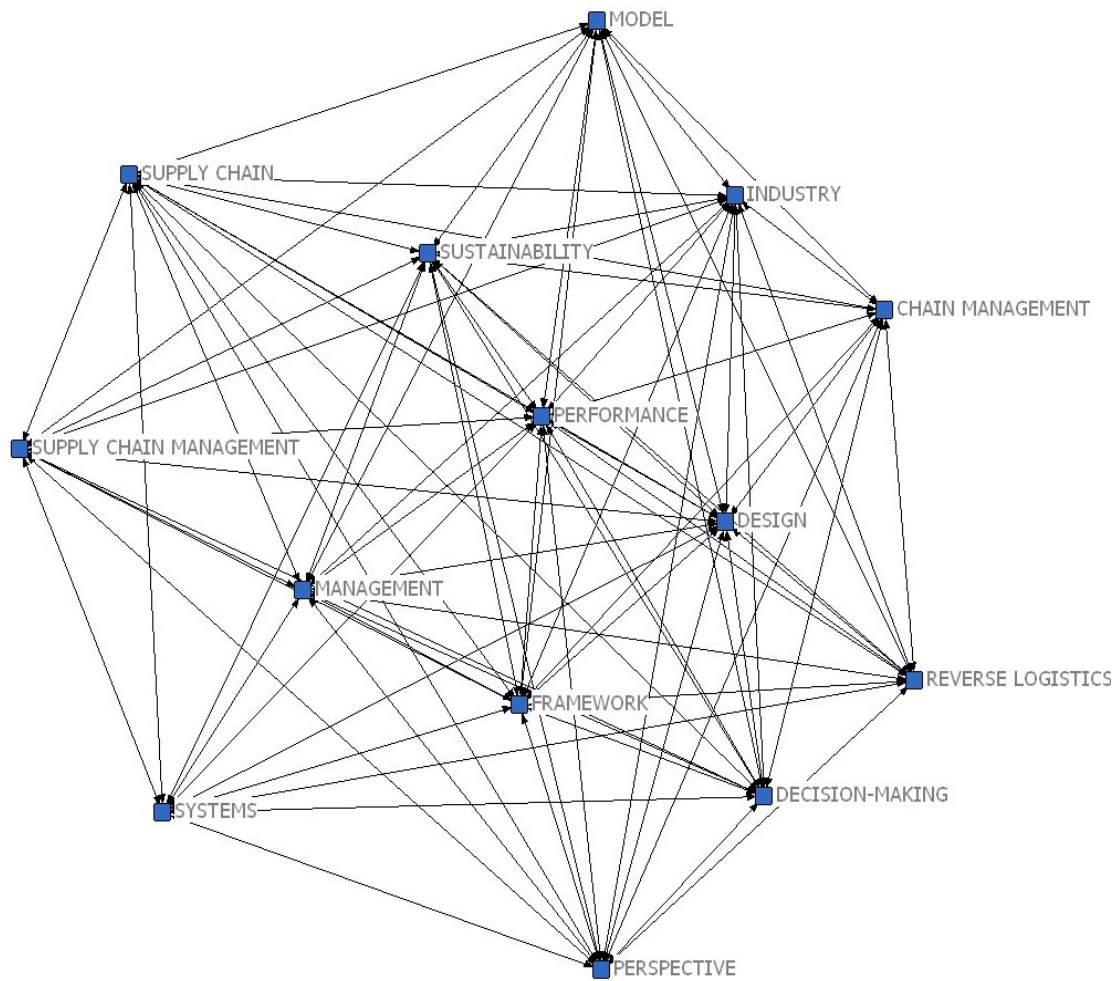 MODEL
SUPPLY CHAIN
INDUSTRY
SUSTAINABILITY
CHAIN MANAGEMENT
PERFORMANCE
SUPPLY CHAIN MANAGEMENT
DESIGN
MANAGEMENT
REVERSE LOGISTICS
FRAMEWORK
DECISION-MAKING
SYSTEMS
PERSPECTIVE